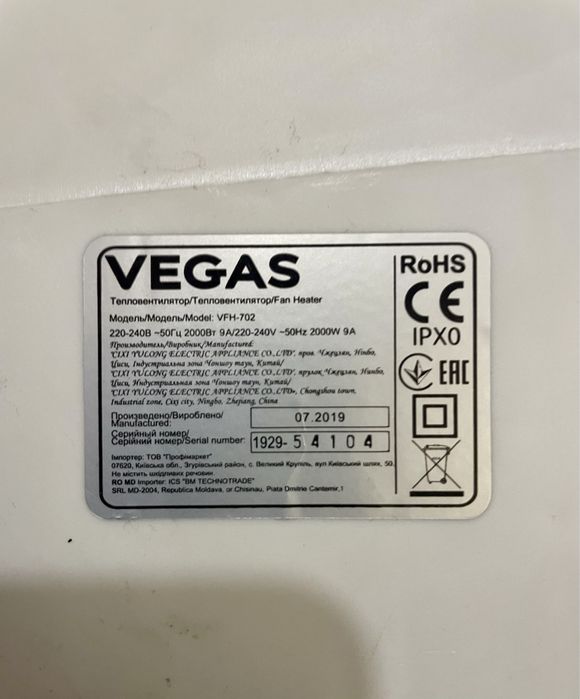 VEGAS
Тепловентилятор/Тепловентилятор/Fan Heater
Модель/Модель/Model: VFH-702
220-240В ~50Гц 2000Вт 9А/220-240V ~50Hz 2000W 9A
Производитель/Виробник/Manufactured:
"CIXI YULONG ELECTRIC APPLIANCE CO.,LTD", пров. Чжецзян, Нінбо,
Цисі, Індустріальна зона Чоншоу таун, Китай/
"CIXI YULONG ELECTRIC APPLIANCE CO.,LTD", Чжецзян, Нинбо,
Цыси, Индустриальная зона Чоншоу таун, Китай/
"CIXI YULONG ELECTRIC APPLIANCE CO.,LTD», Chongshou town,
Industrial zone, Cixi city, Ningbo, Zhejiang, China
Произведено/Вироблено/
Manufactured:
07.2019
Серыйный номер/
Серійний номер/Serial number:
1929-54104
Імпортер: ТОВ "Профімаркет"
07620, Київська обл., Згурівський район, с. Великий Крупіль, вул Київський шлях, 50,
Не містить шкідливих речовин.
RO MD Importer: ICS "BM TECHNOTRADE"
SRL MD-2004, Republica Moldova, or Chisinau, Piata Dmitrie Cantemir,1
RoHS
CE
IPX0
EAC